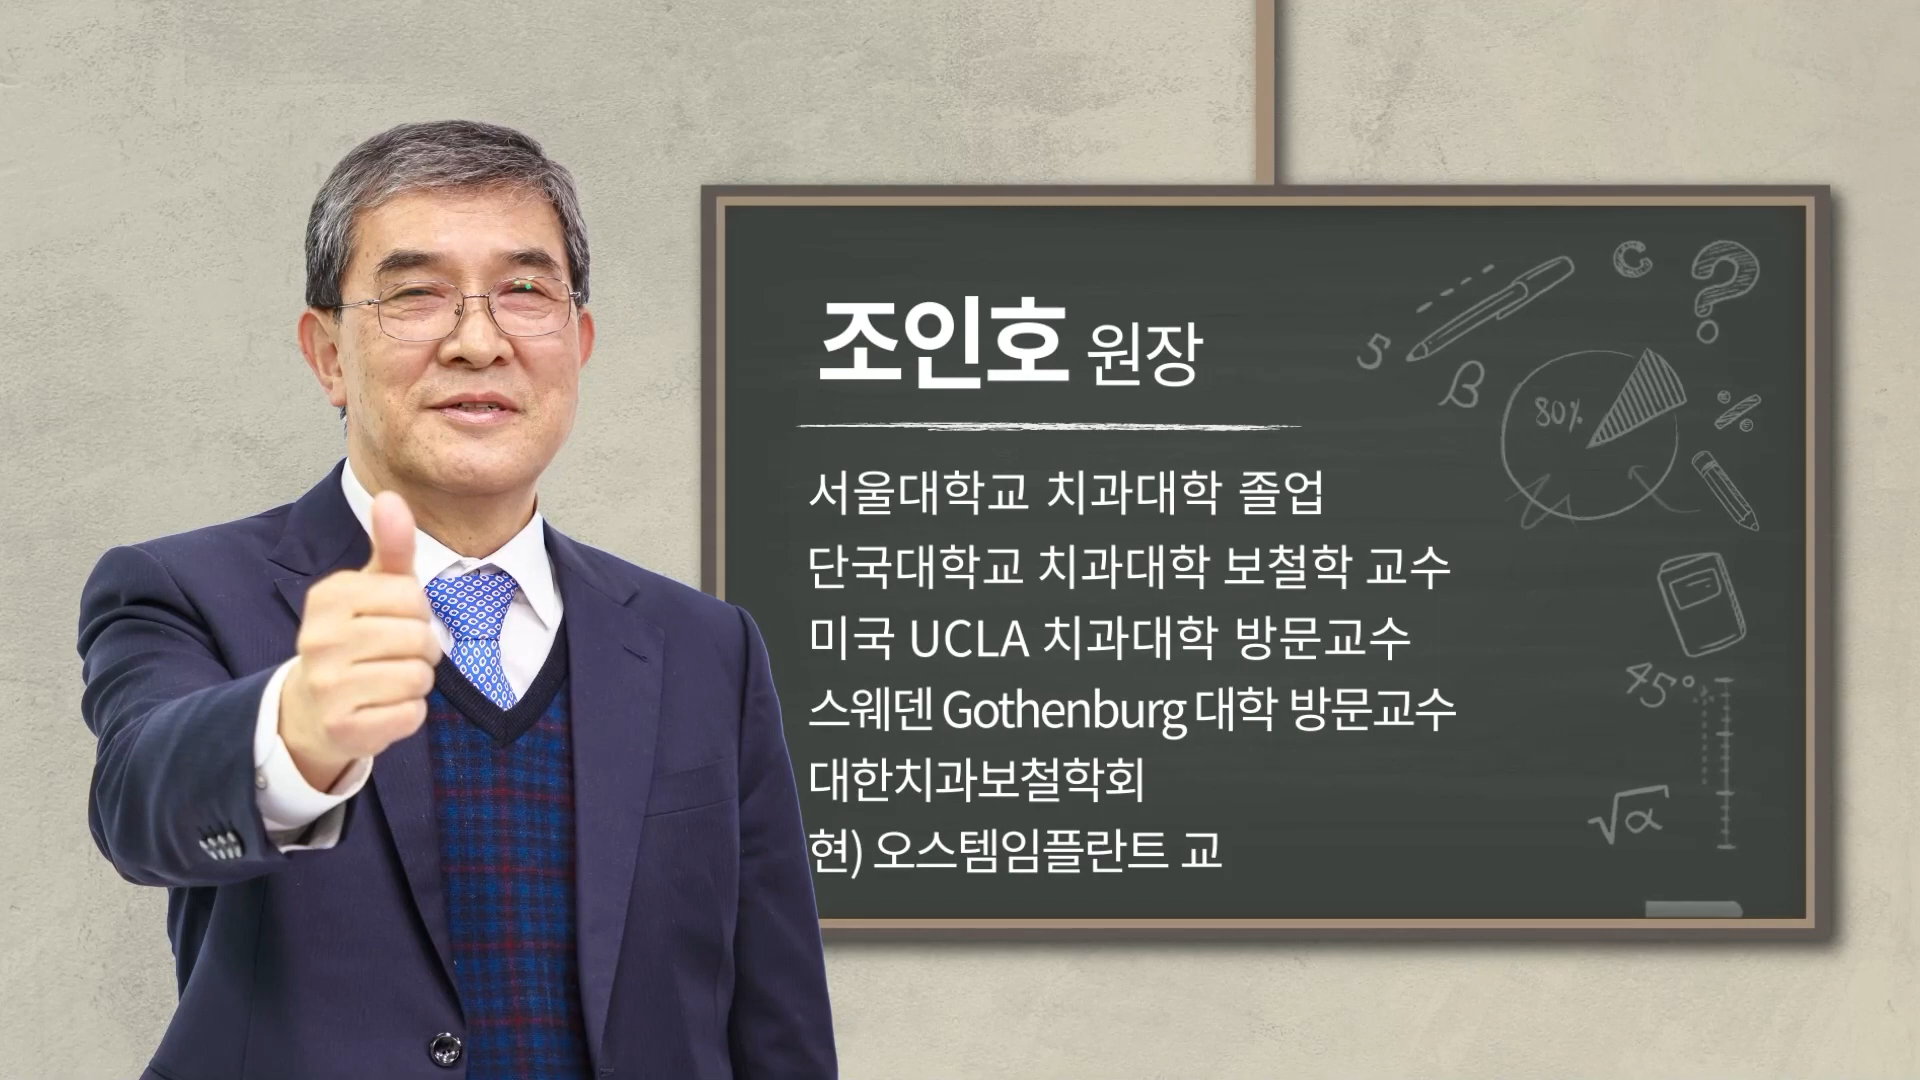 조인호 원장
서울대학교 치과대학 졸업
단국대학교 치과대학 보철학 교수
미국 UCLA 치과대학 방문교수
스웨덴 Gothenburg 대학 방문교수
대한치과보철학회
현) 오스템임플란트 교
C
?
5
B
80%
%
45°
√α